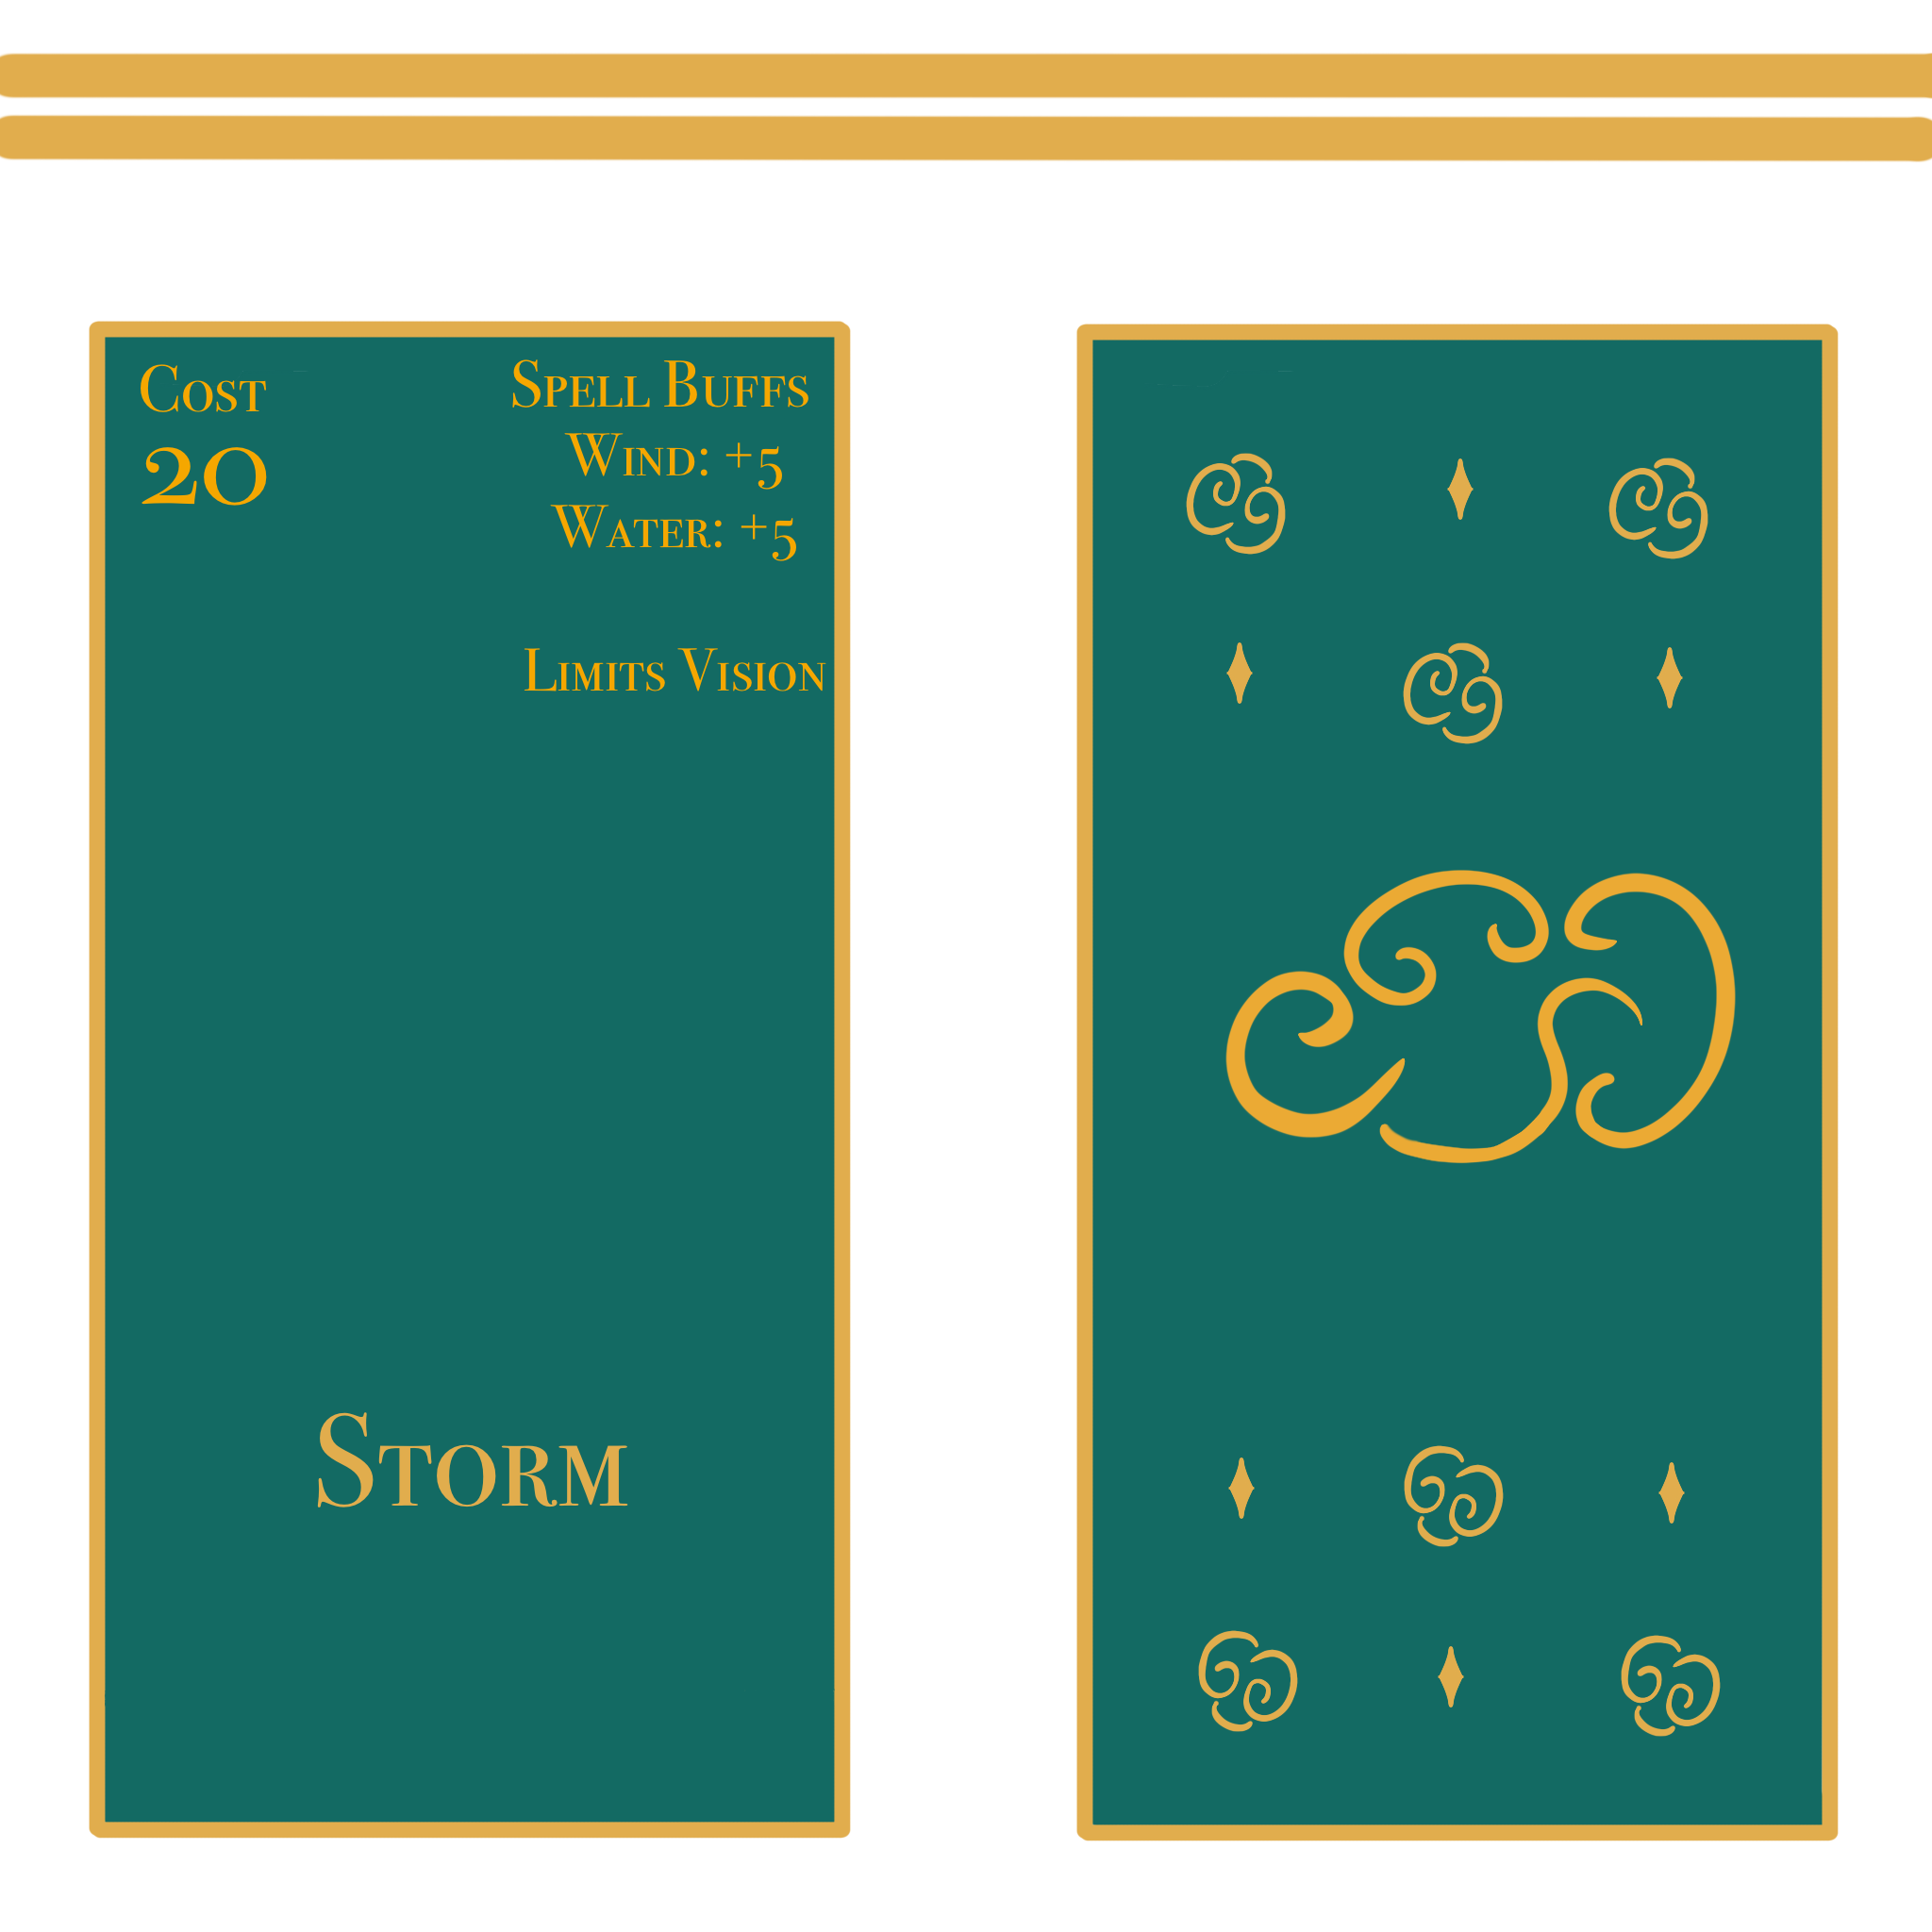 Cost
20
Spell Buffs
Wind: +5
Water: +5
Limits Vision
Storm